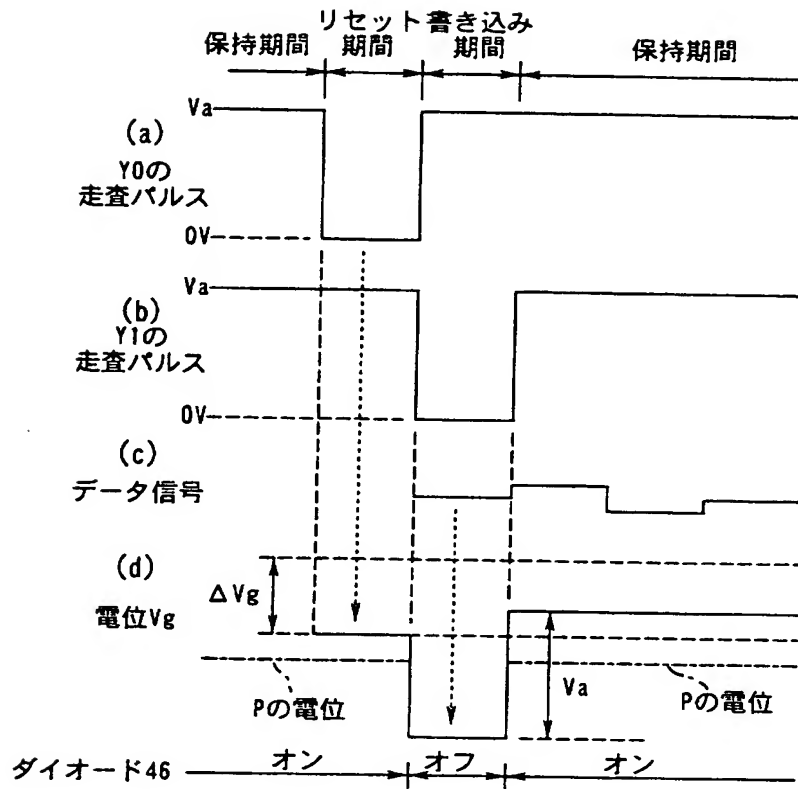 リセット 書き込み
保持期間 期間 期間 保持期間
Va
(a)
Y0の
走査パルス
0V
Va
(b)
Y1の
走査パルス
0V
(c)
データ信号
(d)
ΔVg
電位Vg
Va
Pの電位
Pの電位
ダイオード46 オン オフ オン